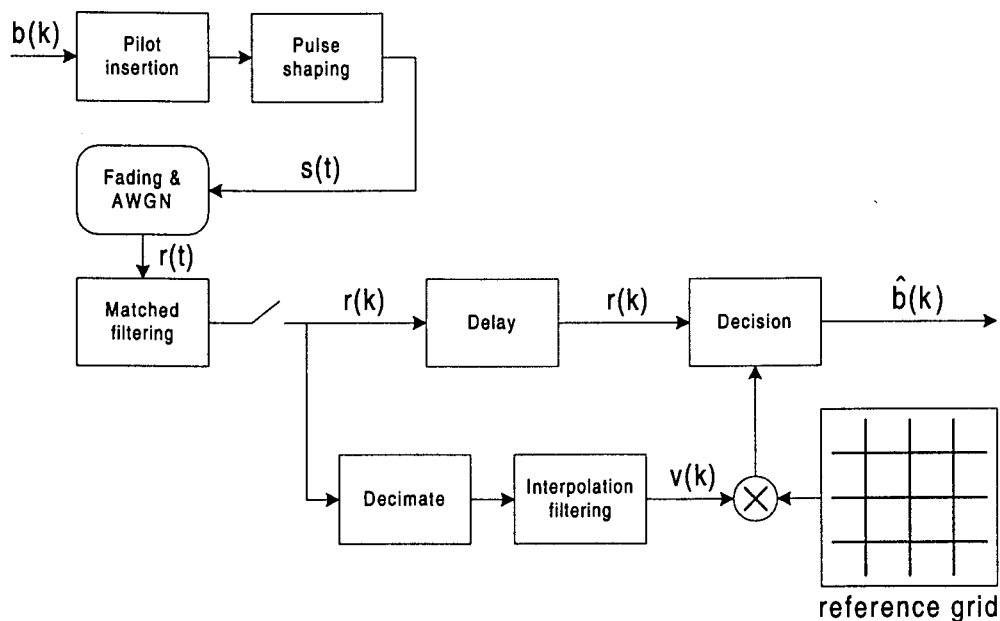 b(k)
Pilot
insertion
Pulse
shaping
s(t)
Fading &
AWGN
r(t)
Matched
filtering
r(k)
Delay
r(k)
Decision
b̂(k)
Decimate
Interpolation
filtering
v(k)
reference grid